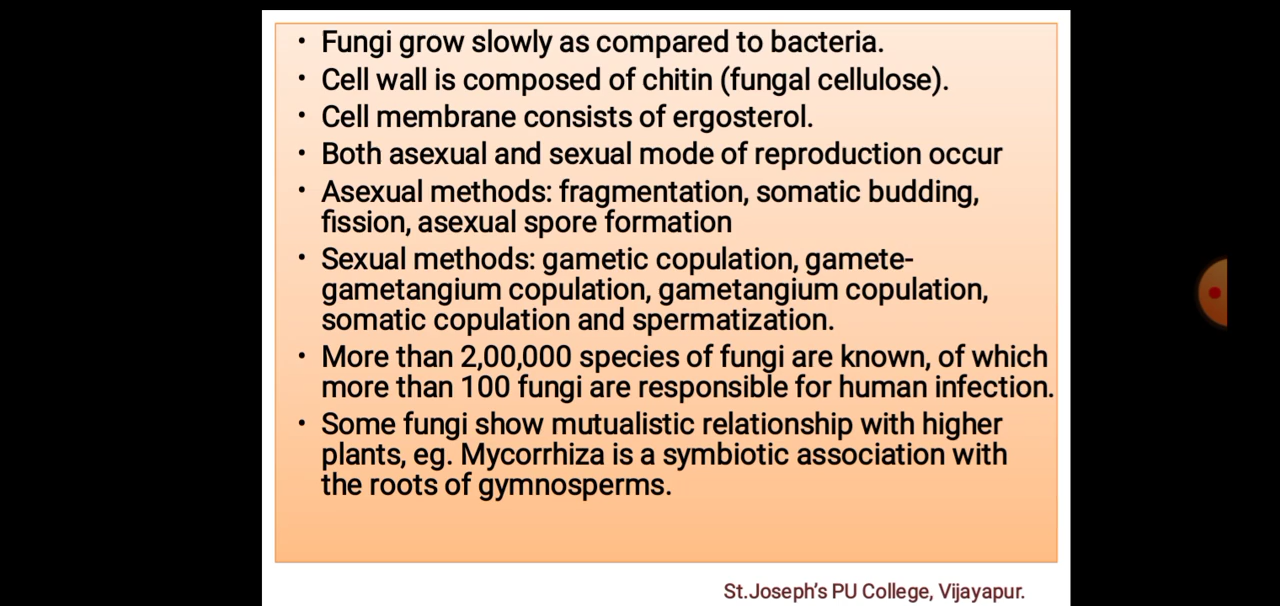 • Fungi grow slowly as compared to bacteria.
• Cell wall is composed of chitin (fungal cellulose).
• Cell membrane consists of ergosterol.
• Both asexual and sexual mode of reproduction occur
• Asexual methods: fragmentation, somatic budding,
fission, asexual spore formation
• Sexual methods: gametic copulation, gamete-
gametangium copulation, gametangium copulation,
somatic copulation and spermatization.
• More than 2,00,000 species of fungi are known, of which
more than 100 fungi are responsible for human infection.
• Some fungi show mutualistic relationship with higher
plants, eg. Mycorrhiza is a symbiotic association with
the roots of gymnosperms.
St.Joseph’s PU College, Vijayapur.